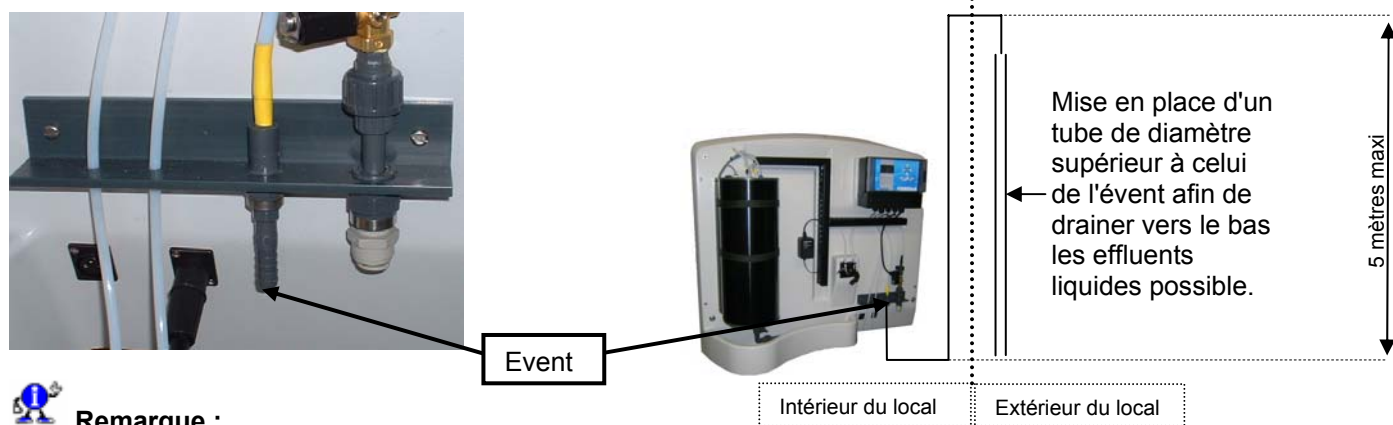 Mise en place d'un
tube de diamètre
supérieur à celui
de l'évent afin de
drainer vers le bas
les effluents
liquides possible.
5 mètres maxi
Event
Intérieur du local
Extérieur du local
Remarque :